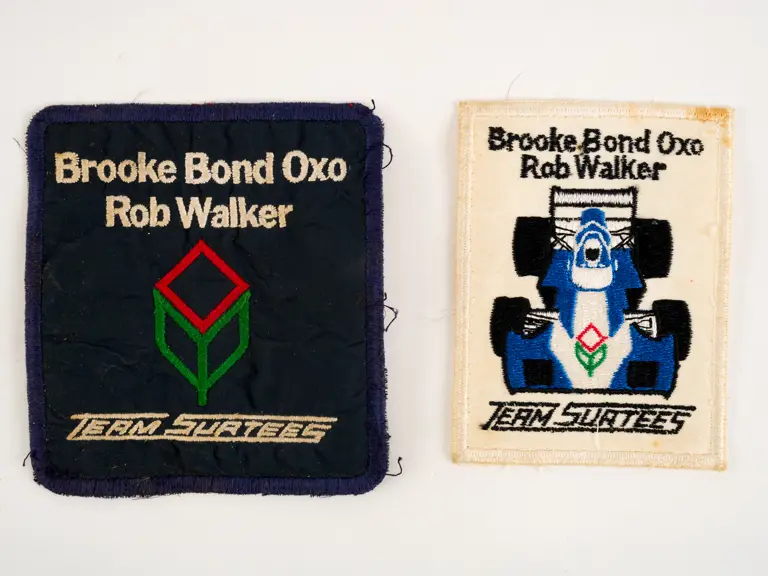 Brooke Bond Oxo
Rob Walker
TEAM SURTEES
Brooke Bond Oxo
Rob Walker
TEAM SURTEES